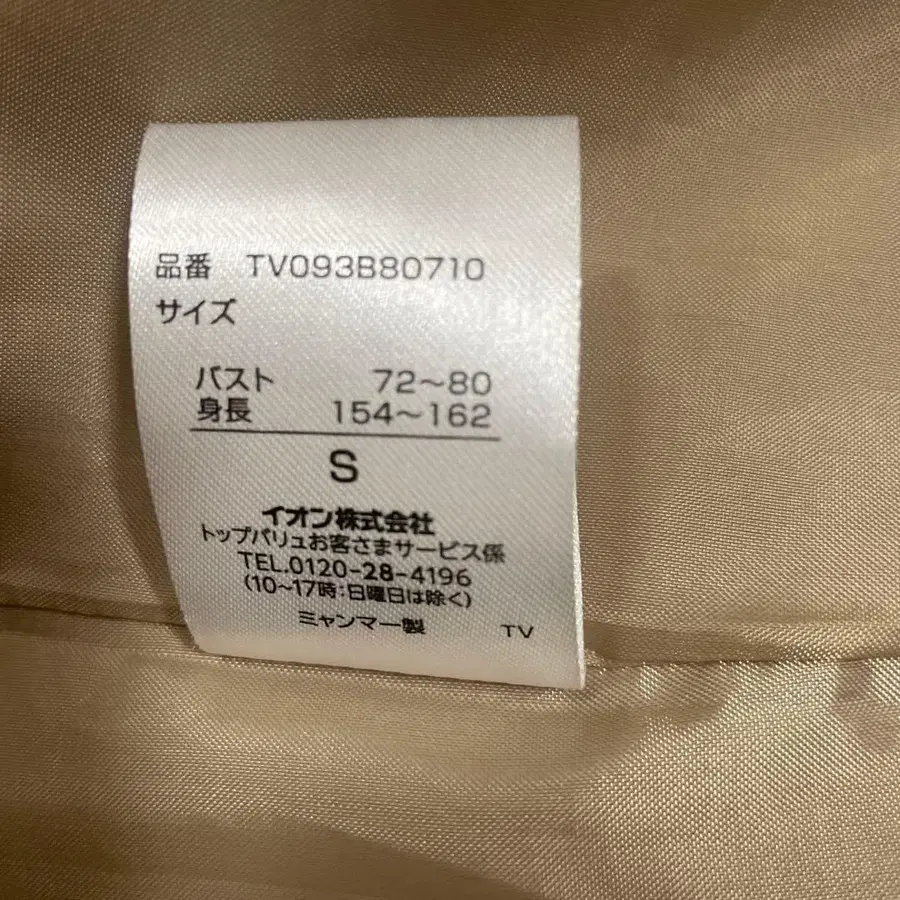 品番 TV093B80710
サイズ
バスト 72～80
身長 154～162
S
イオン株式会社
トップバリュお客さまサービス係
TEL.0120-28-4196
(10～17時:日曜日は除く)
ミャンマー製 TV